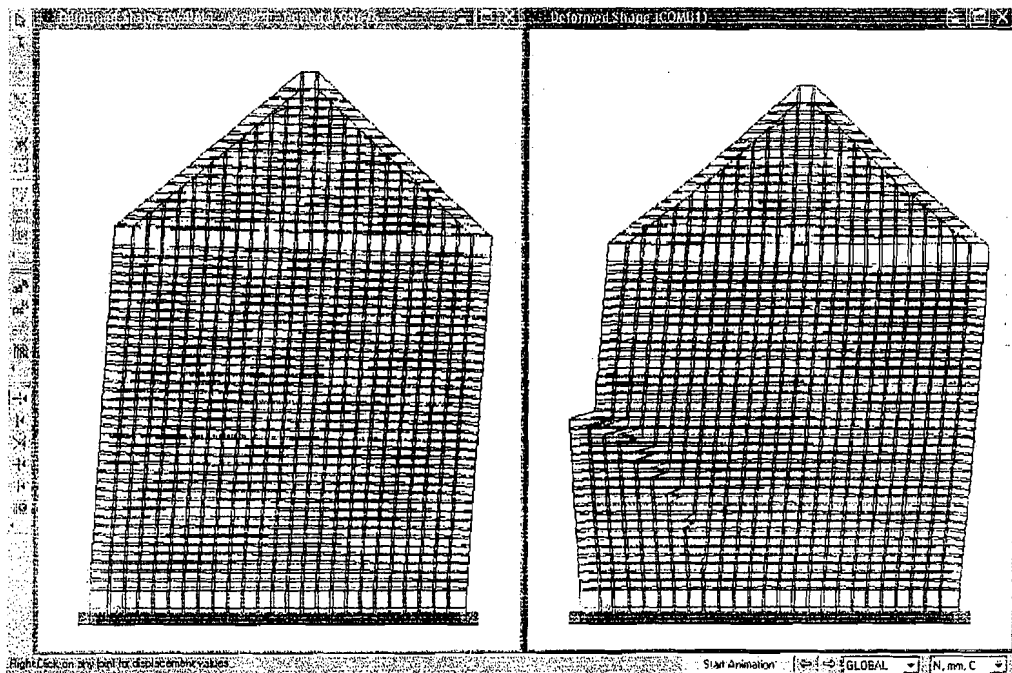 Deformed Shape (COMB1)
Right Click on any joint for displacement values
Start Animation
GLOBAL
N, mm, C